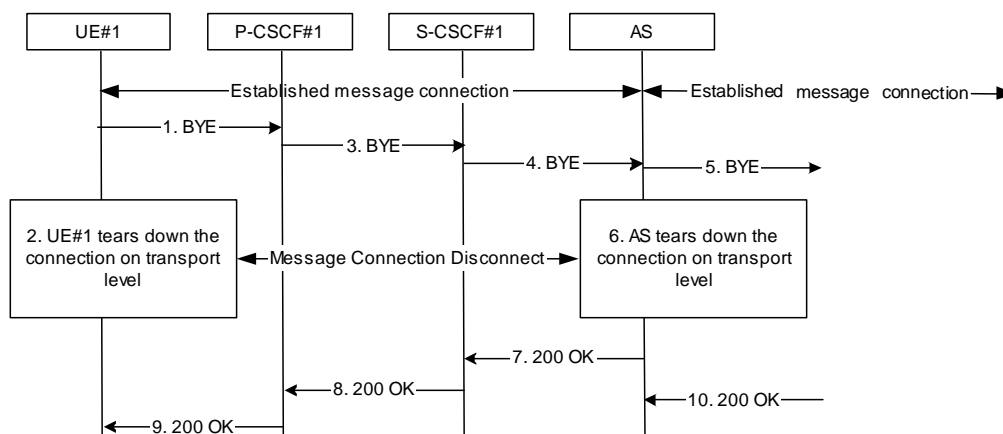 UE#1
P-CSCF#1
S-CSCF#1
AS
Established message connection
Established message connection
1. BYE
3. BYE
4. BYE
5. BYE
2. UE#1 tears down the
connection on transport
level
Message Connection Disconnect
6. AS tears down the
connection on transport
level
7. 200 OK
8. 200 OK
10. 200 OK
9. 200 OK